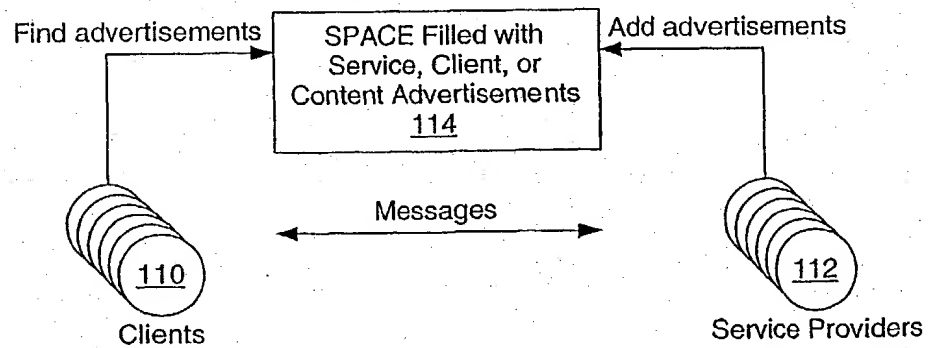 Find advertisements
SPACE Filled with
Service, Client, or
Content Advertisements
114
Add advertisements
Messages
110
Clients
112
Service Providers